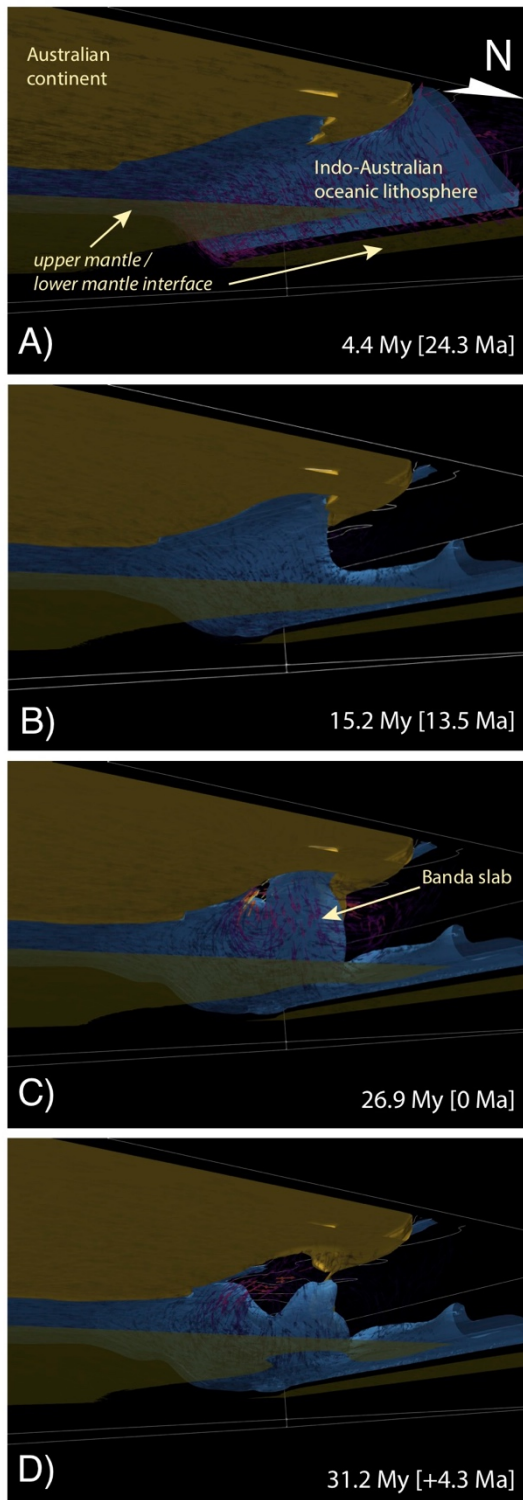 Australian
continent
N
Indo-Australian
oceanic lithosphere
upper mantle /
lower mantle interface
A)
4.4 My [24.3 Ma]
B)
15.2 My [13.5 Ma]
Banda slab
C)
26.9 My [0 Ma]
D)
31.2 My [+4.3 Ma]